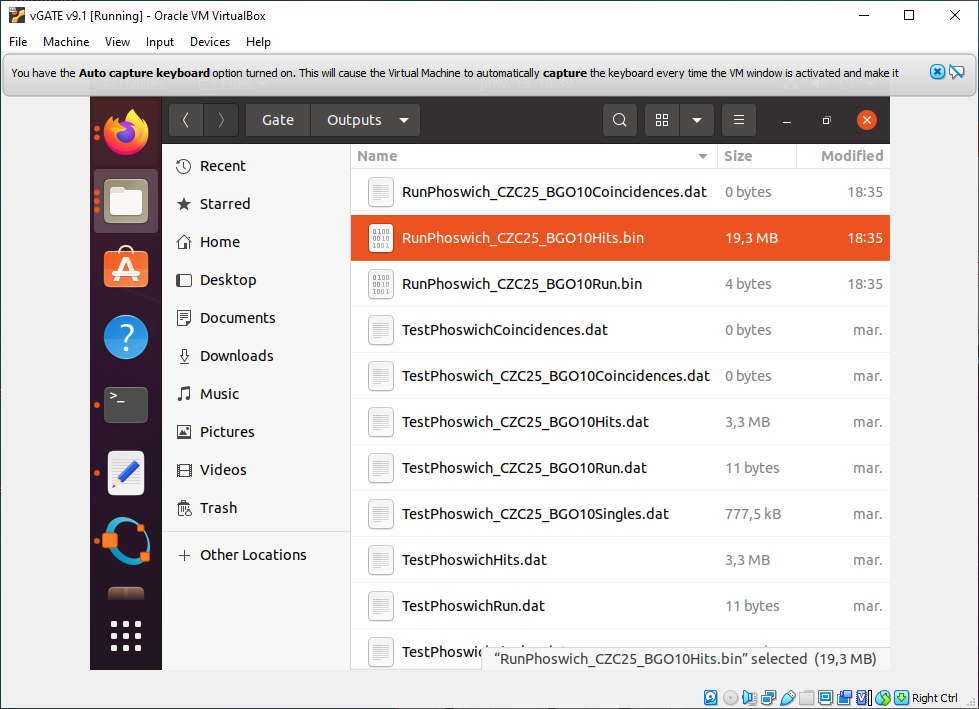 vGATE v9.1 [Running] - Oracle VM VirtualBox
File Machine View Input Devices Help
You have the Auto capture keyboard option turned on. This will cause the Virtual Machine to automatically capture the keyboard every time the VM window is activated and make it
Gate Outputs
Recent
Starred
Home
Desktop
Documents
Downloads
Music
Pictures
Videos
Trash
Other Locations
Name Size Modified
RunPhoswich_CZC25_BGO10Coincidences.dat 0 bytes 18:35
RunPhoswich_CZC25_BGO10Hits.bin 19,3 MB 18:35
RunPhoswich_CZC25_BGO10Run.bin 4 bytes 18:35
TestPhoswichCoincidences.dat 0 bytes mar.
TestPhoswich_CZC25_BGO10Coincidences.dat 0 bytes mar.
TestPhoswich_CZC25_BGO10Hits.dat 3,3 MB mar.
TestPhoswich_CZC25_BGO10Run.dat 11 bytes mar.
TestPhoswich_CZC25_BGO10Singles.dat 777,5 kB mar.
TestPhoswichHits.dat 3,3 MB mar.
TestPhoswichRun.dat 11 bytes mar.
TestPhoswich
“RunPhoswich_CZC25_BGO10Hits.bin” selected (19,3 MB)
Right Ctrl